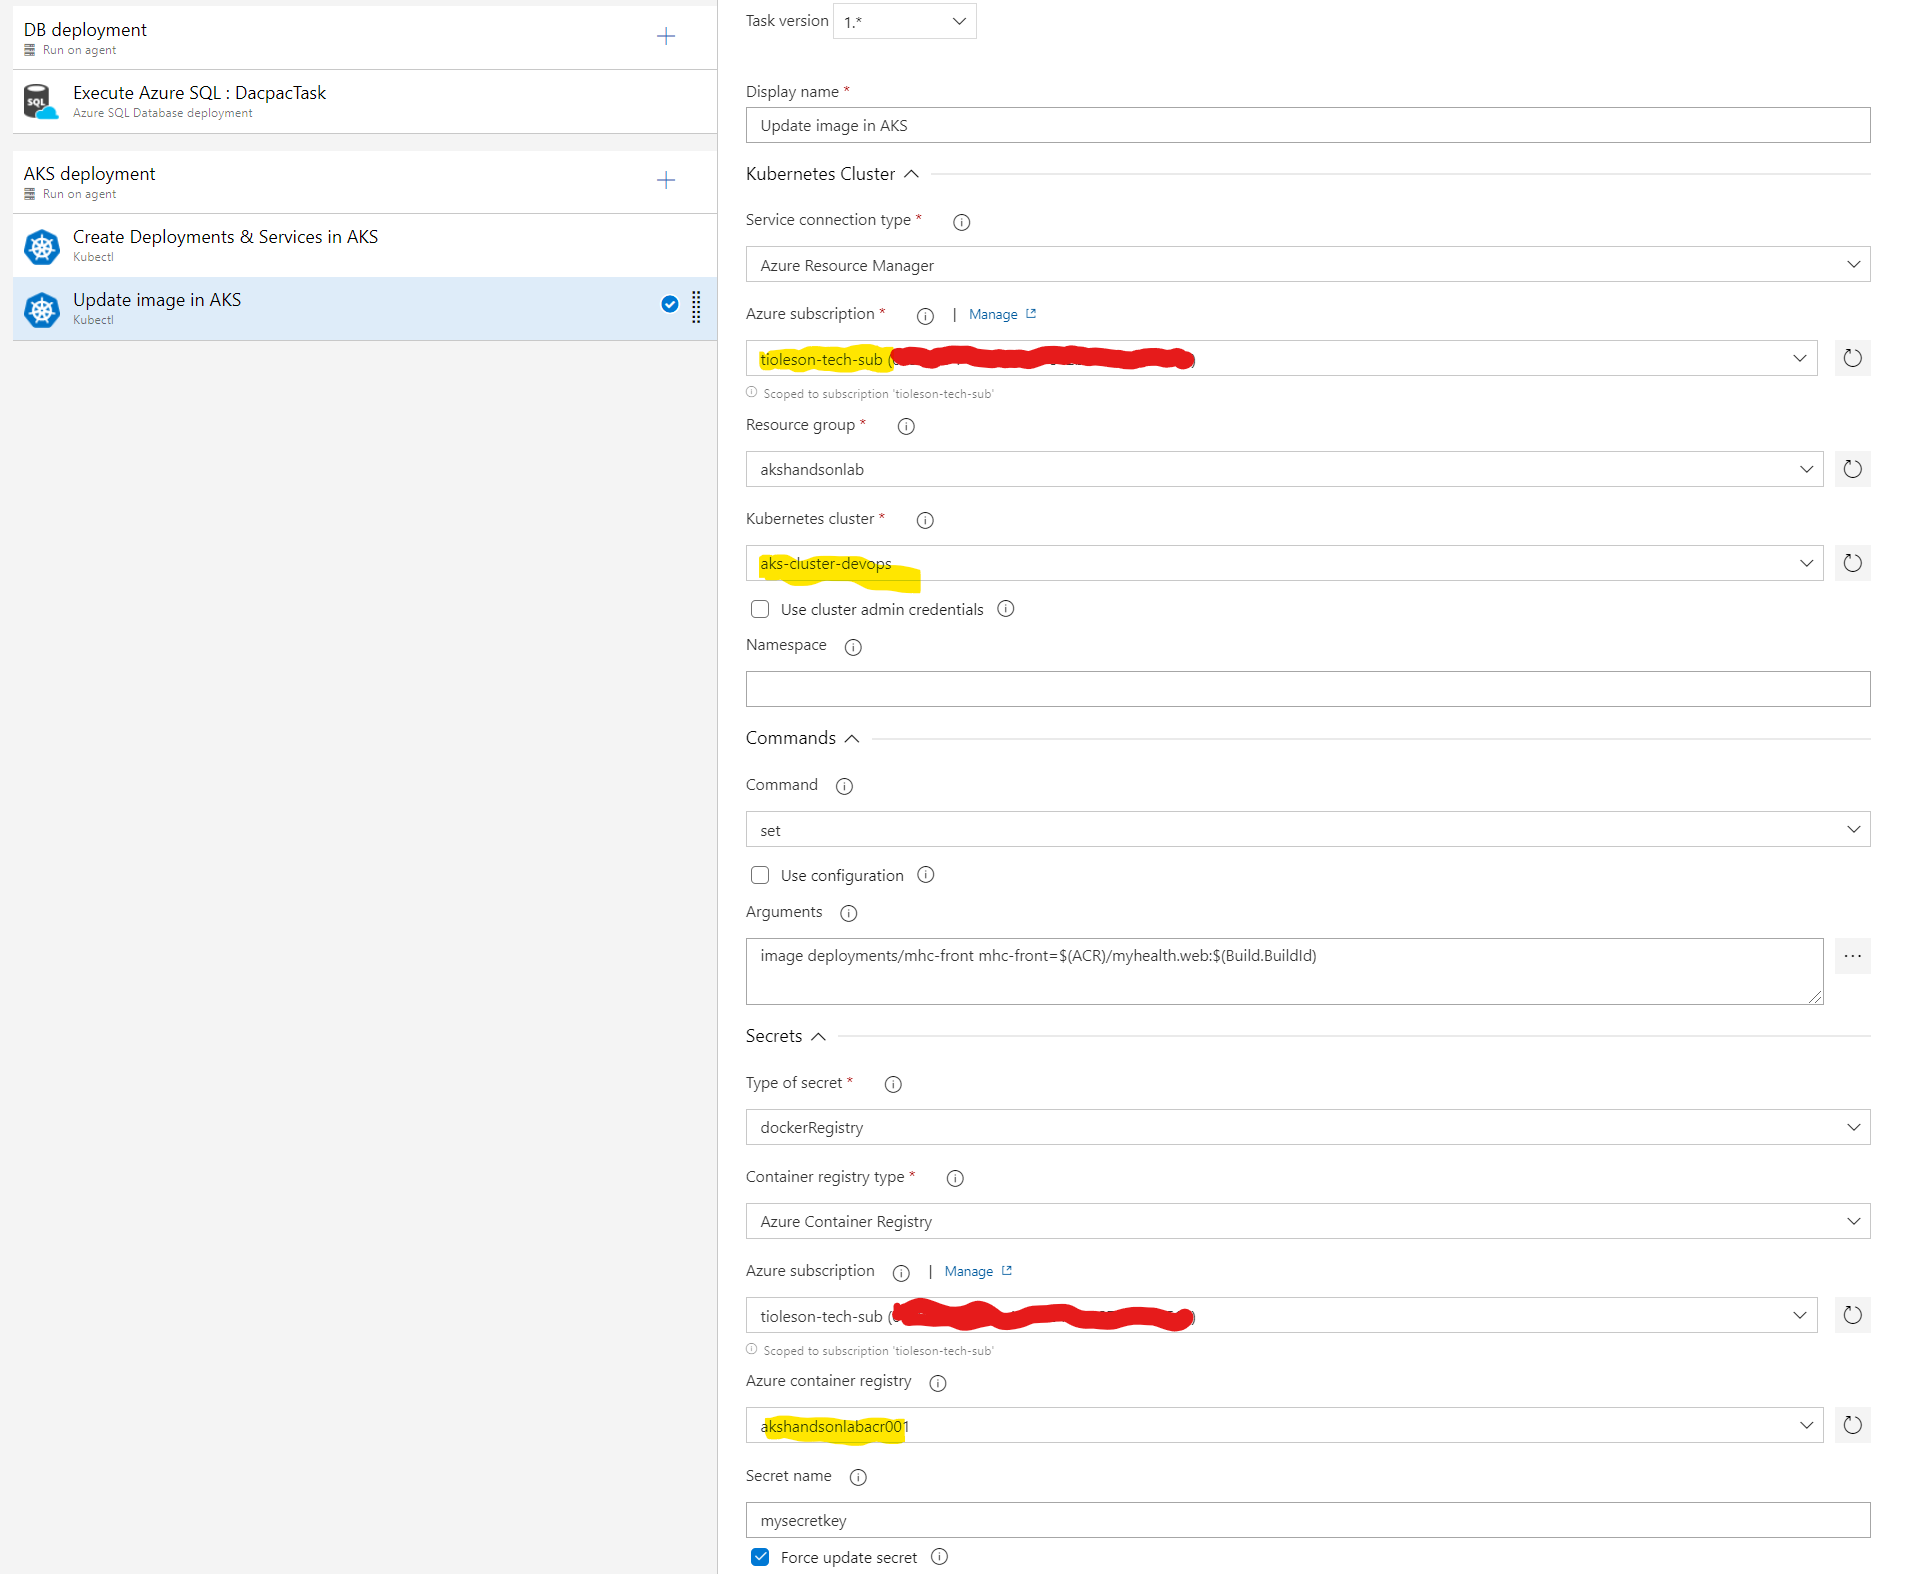 DB deployment
Run on agent
SQL
Execute Azure SQL : DacpacTask
Azure SQL Database deployment
AKS deployment
Run on agent
Create Deployments & Services in AKS
Kubectl
Update image in AKS
Kubectl
Task version 1.*
Display name *
Update image in AKS
Kubernetes Cluster
Service connection type *
Azure Resource Manager
Azure subscription * | Manage
tioleson-tech-sub (
Scoped to subscription 'tioleson-tech-sub'
Resource group *
akshandsonlab
Kubernetes cluster *
aks-cluster-devops
Use cluster admin credentials
Namespace
Commands
Command
set
Use configuration
Arguments
image deployments/mhc-front mhc-front=$(ACR)/myhealth.web:$(Build.BuildId)
Secrets
Type of secret *
dockerRegistry
Container registry type *
Azure Container Registry
Azure subscription | Manage
tioleson-tech-sub (
Scoped to subscription 'tioleson-tech-sub'
Azure container registry
akshandsonlabacr001
Secret name
mysecretkey
Force update secret